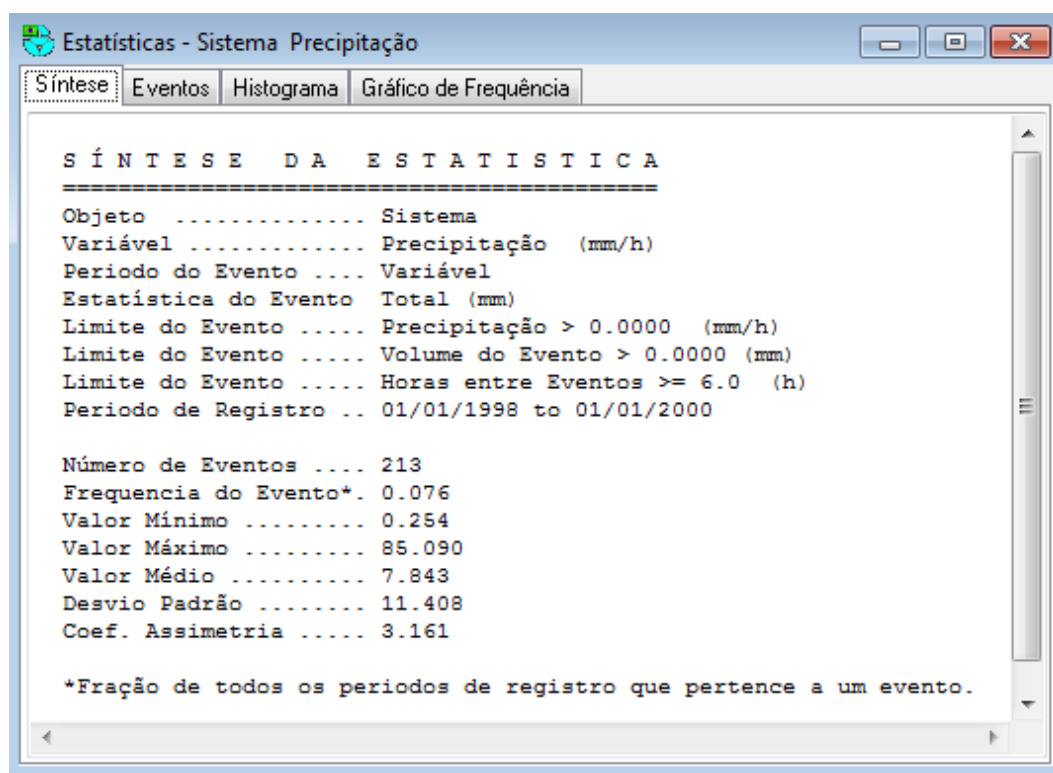 Estatísticas - Sistema Precipitação
Síntese Eventos Histograma Gráfico de Frequência
S Í N T E S E   D A   E S T A T I S T I C A
==========================================
Objeto .............. Sistema
Variável ............. Precipitação (mm/h)
Periodo do Evento .... Variável
Estatística do Evento Total (mm)
Limite do Evento ..... Precipitação > 0.0000 (mm/h)
Limite do Evento ..... Volume do Evento > 0.0000 (mm)
Limite do Evento ..... Horas entre Eventos >= 6.0 (h)
Periodo de Registro .. 01/01/1998 to 01/01/2000
Número de Eventos .... 213
Frequencia do Evento*. 0.076
Valor Mínimo ......... 0.254
Valor Máximo ......... 85.090
Valor Médio .......... 7.843
Desvio Padrão ........ 11.408
Coef. Assimetria ..... 3.161
*Fração de todos os periodos de registro que pertence a um evento.